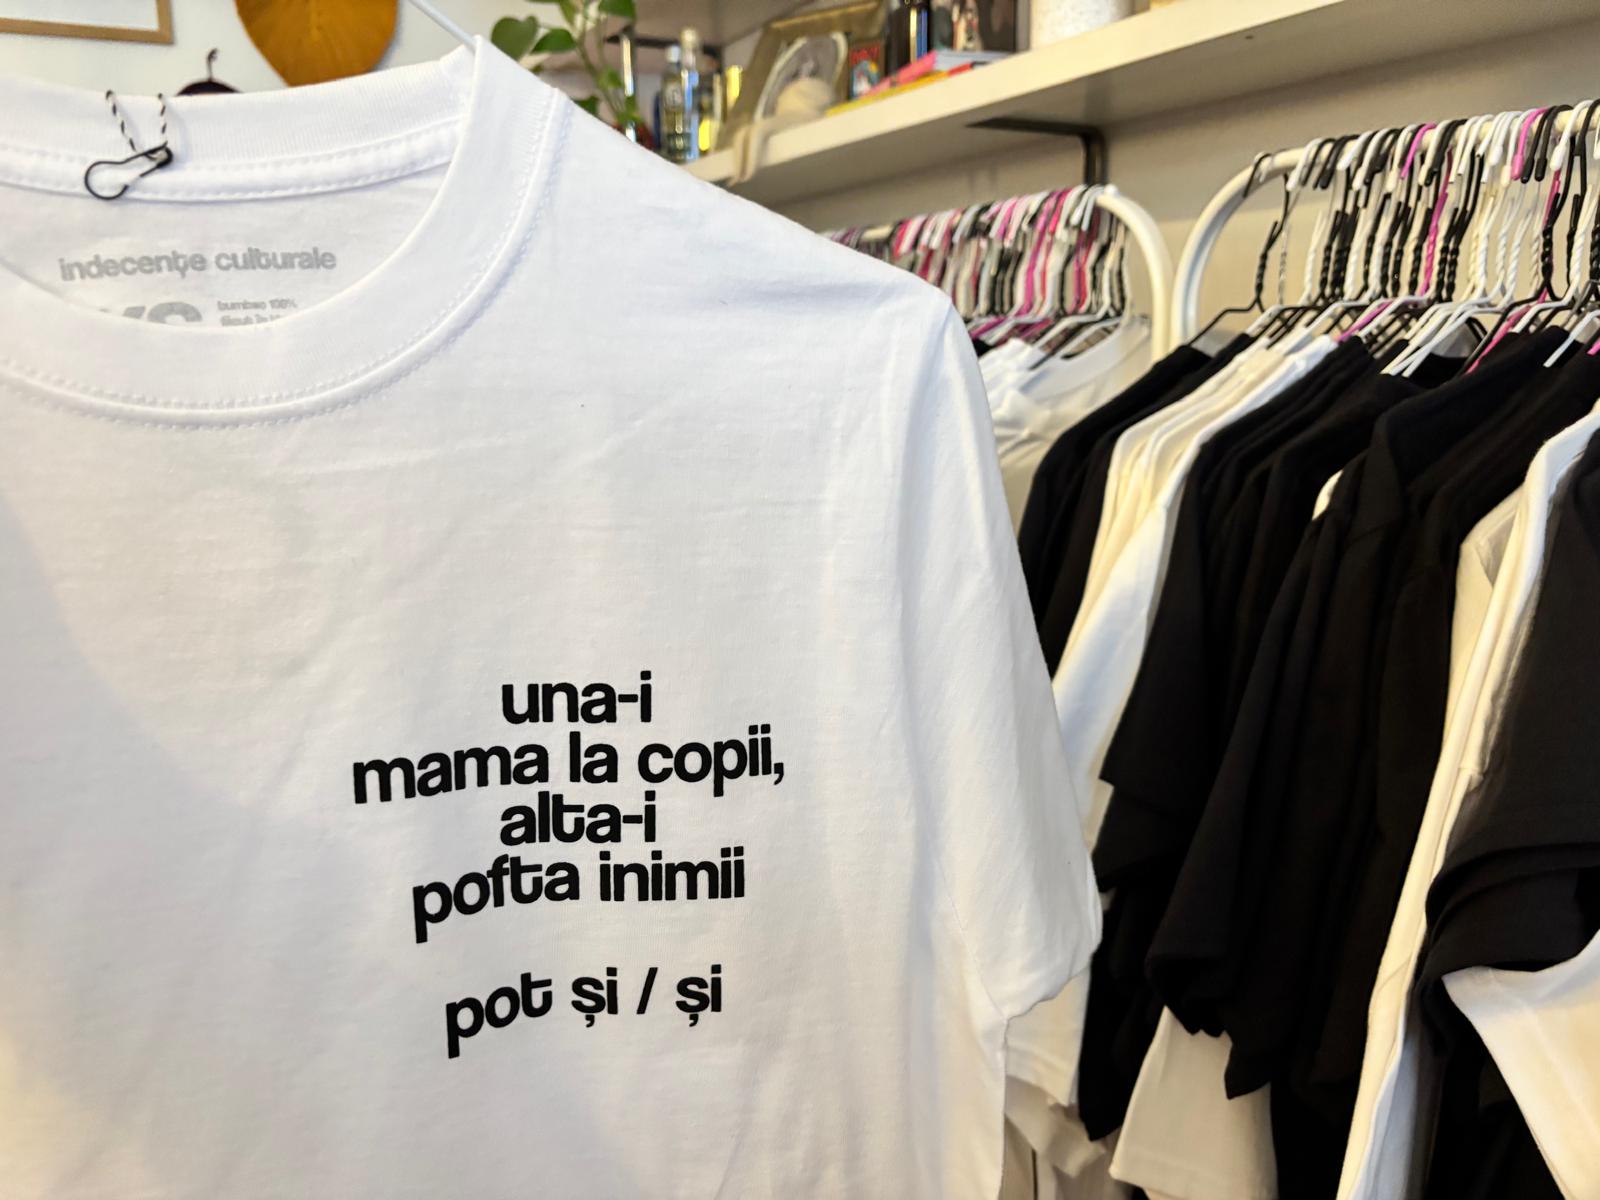 indecențe culturale
bumbac 100%
una-i
mama la copii,
alta-i
pofta inimii
pot și / și